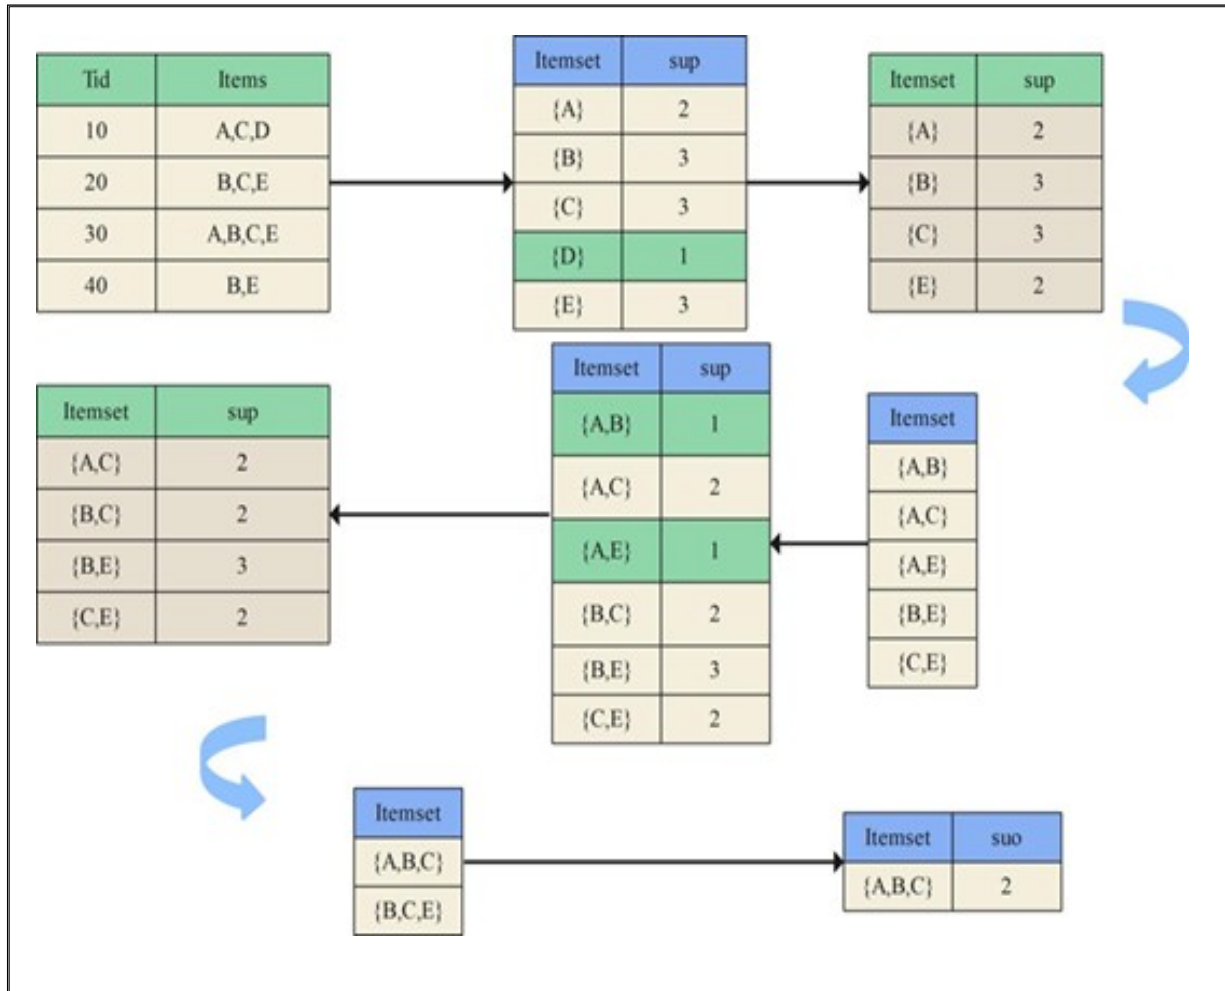 Tid Items
10 A,C,D
20 B,C,E
30 A,B,C,E
40 B,E
Itemset sup
{A} 2
{B} 3
{C} 3
{D} 1
{E} 3
Itemset sup
{A} 2
{B} 3
{C} 3
{E} 2
Itemset
{A,B}
{A,C}
{A,E}
{B,E}
{C,E}
Itemset sup
{A,B} 1
{A,C} 2
{A,E} 1
{B,C} 2
{B,E} 3
{C,E} 2
Itemset sup
{A,C} 2
{B,C} 2
{B,E} 3
{C,E} 2
Itemset
{A,B,C}
{B,C,E}
Itemset suo
{A,B,C} 2